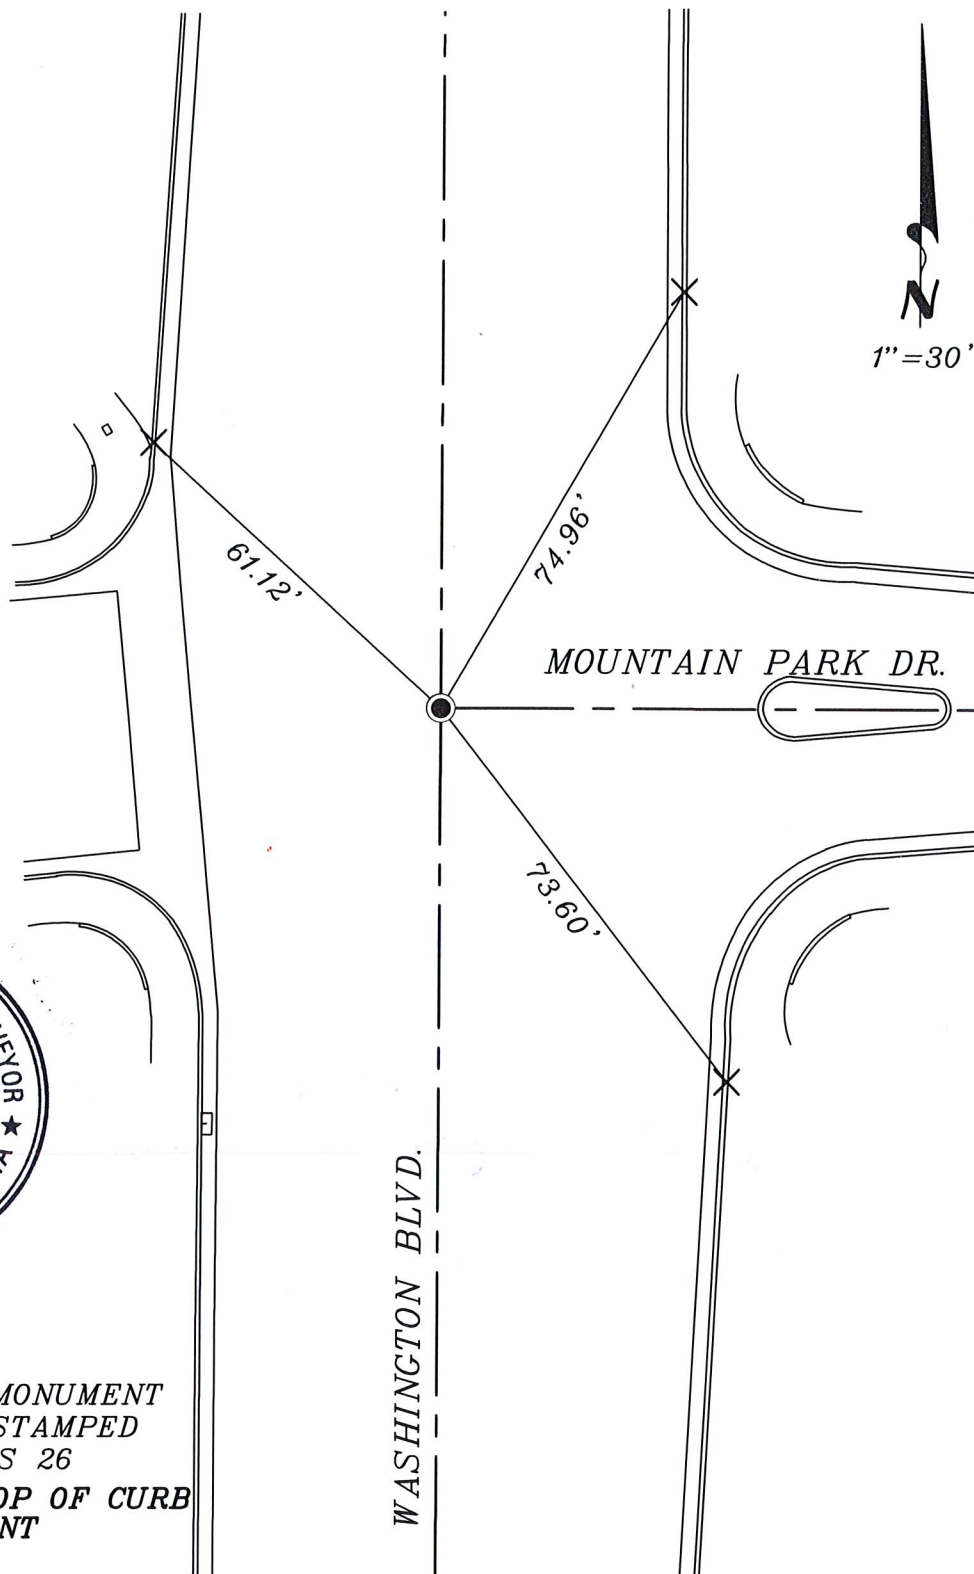 N
1"=30'
61.12'
74.96'
MOUNTAIN PARK DR.
73.60'
WASHINGTON BLVD.
MONUMENT
STAMPED
S 26
OP OF CURB
NT